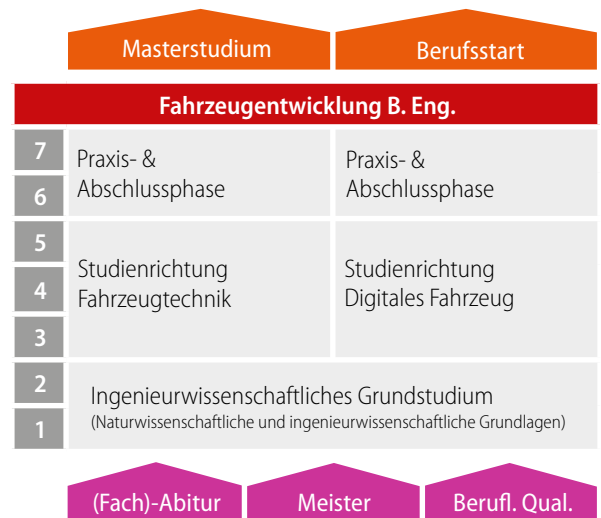 Masterstudium
Berufsstart
Fahrzeugentwicklung B. Eng.
7
6
Praxis- &
Abschlussphase
Praxis- &
Abschlussphase
5
4
3
Studienrichtung
Fahrzeugtechnik
Studienrichtung
Digitales Fahrzeug
2
1
Ingenieurwissenschaftliches Grundstudium
(Naturwissenschaftliche und ingenieurwissenschaftliche Grundlagen)
(Fach)-Abitur
Meister
Berufl. Qual.